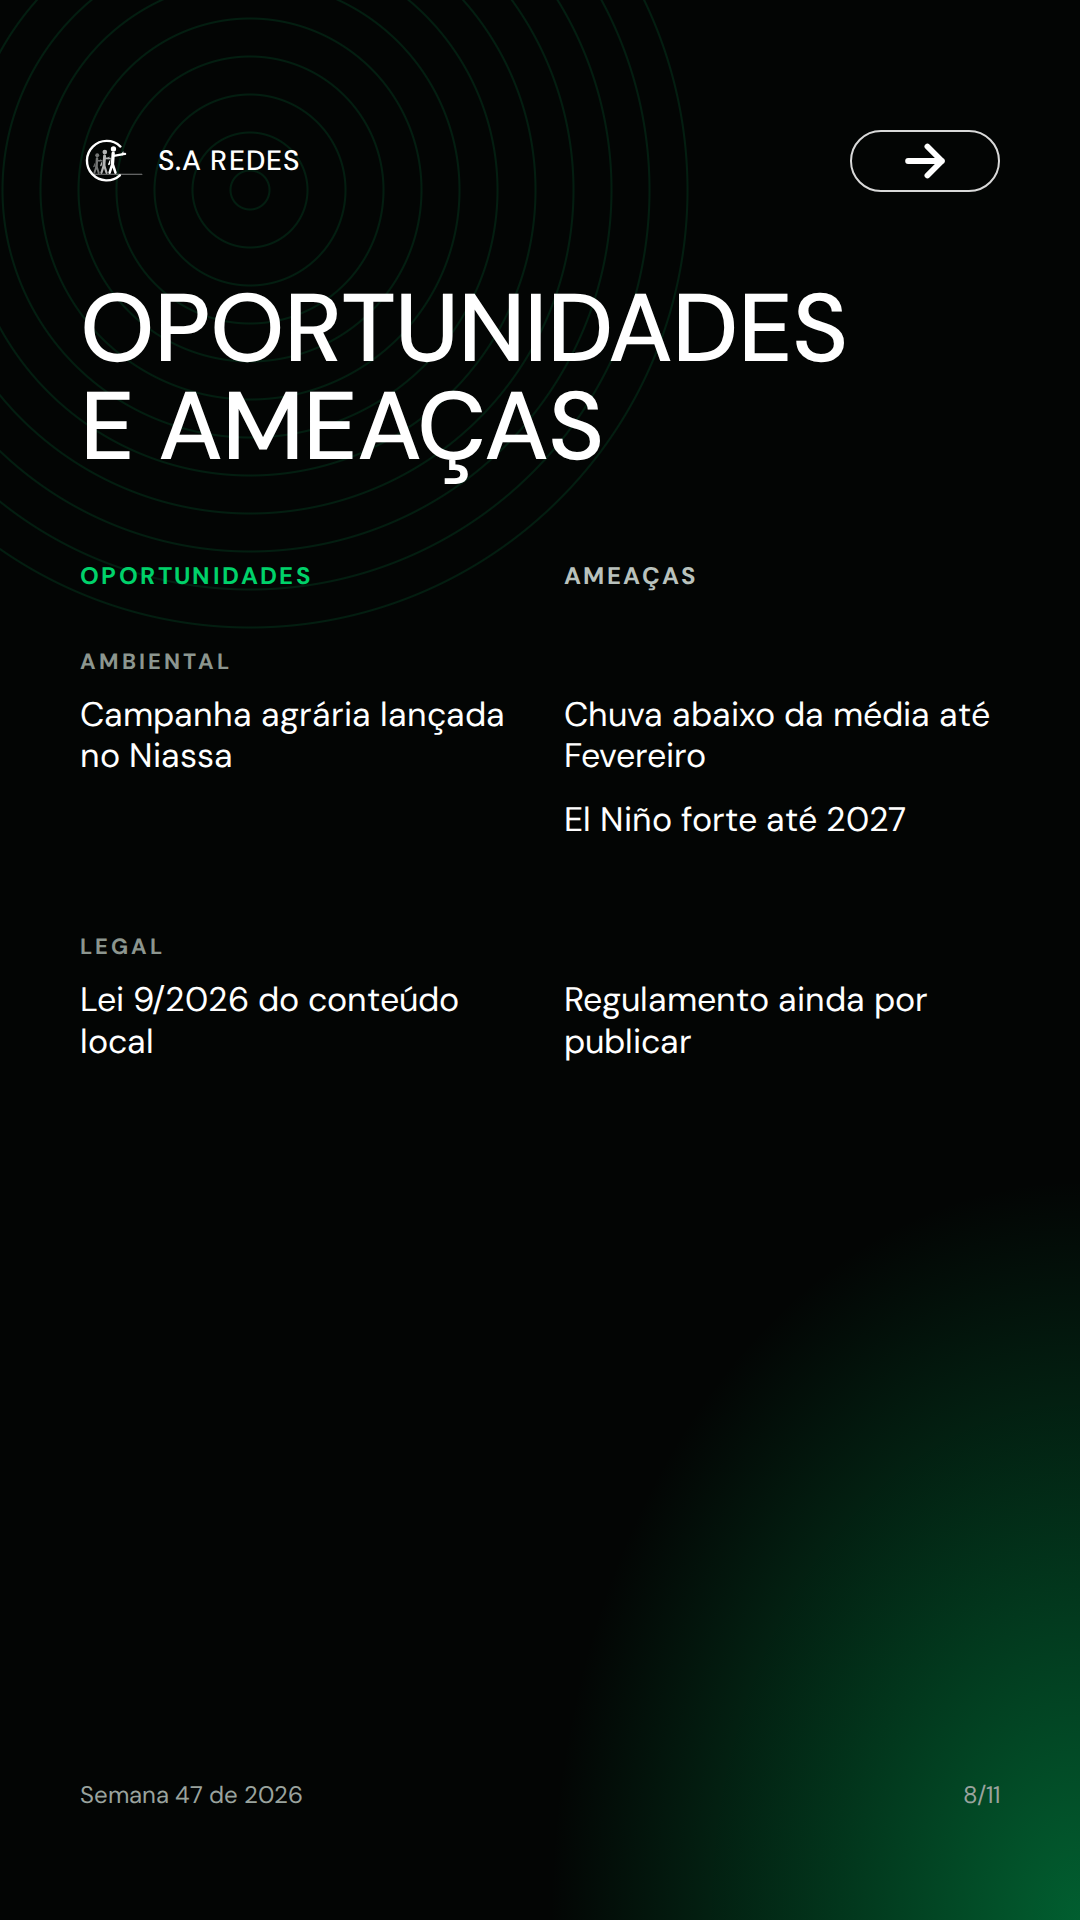 S.A REDES
OPORTUNIDADES
E AMEAÇAS
OPORTUNIDADES
AMEAÇAS
AMBIENTAL
Campanha agrária lançada
no Niassa
Chuva abaixo da média até
Fevereiro
El Niño forte até 2027
LEGAL
Lei 9/2026 do conteúdo
local
Regulamento ainda por
publicar
Semana 47 de 2026
8/11